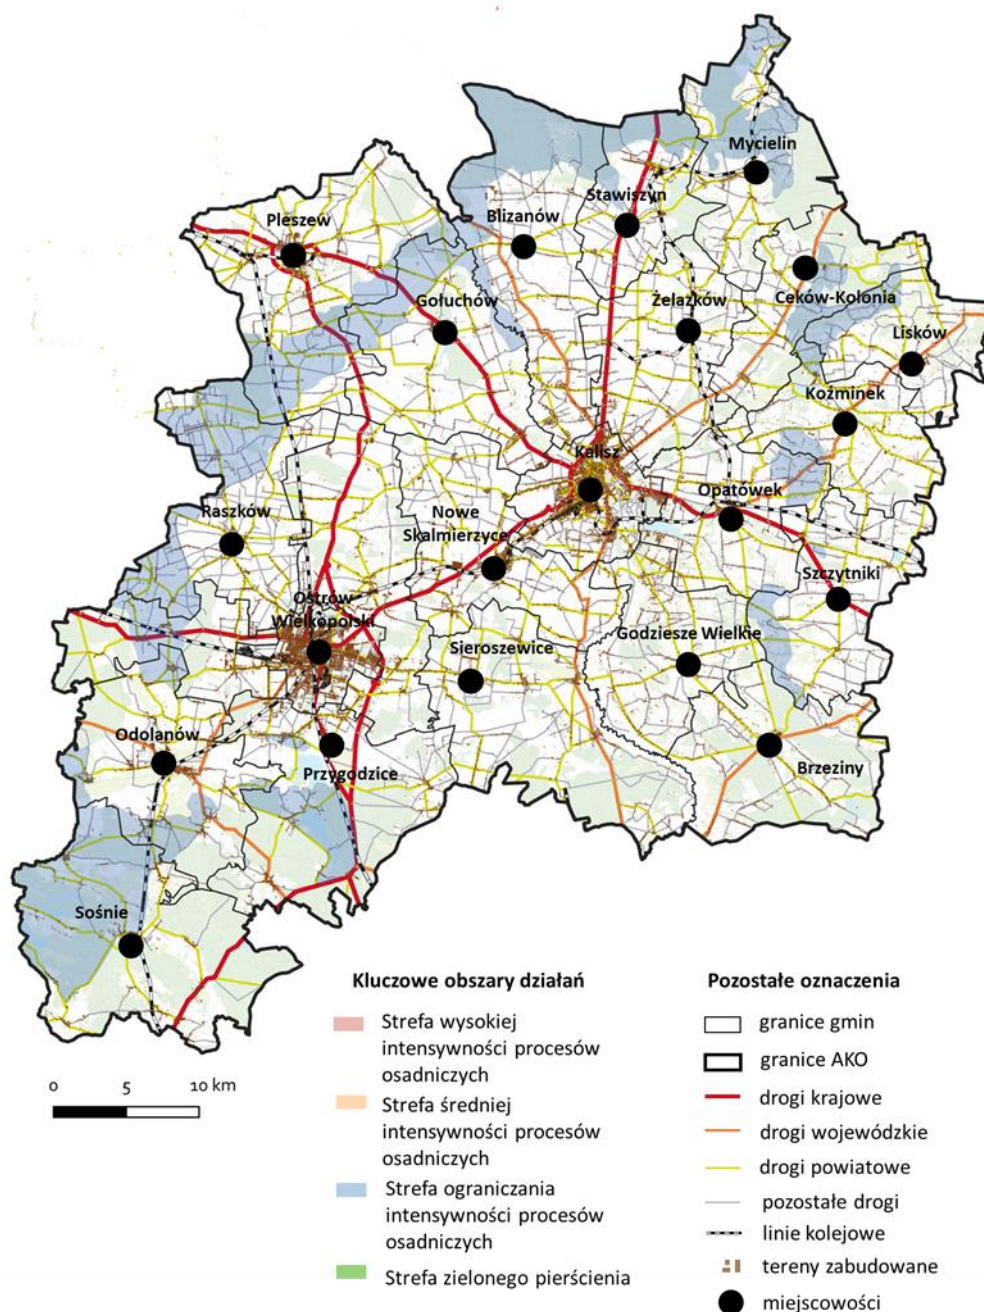 Mycielin
Stawiszyn
Blizanów
Pleszew
Ceków-Kolonia
Żelazków
Gołuchów
Lisków
Koźminek
Kalisz
Opatówek
Nowe
Skalmierzyce
Raszków
Szczytniki
Ostrów
Wielkopolski
Godziesze Wielkie
Sieroszewice
Odolanów
Przygodzice
Brzeziny
Sośnie
0 5 10 km
Kluczowe obszary działań
Strefa wysokiej
intensywności procesów
osadniczych
Strefa średniej
intensywności procesów
osadniczych
Strefa ograniczania
intensywności procesów
osadniczych
Strefa zielonego pierścienia
Pozostałe oznaczenia
granice gmin
granice AKO
drogi krajowe
drogi wojewódzkie
drogi powiatowe
pozostałe drogi
linie kolejowe
tereny zabudowane
miejscowości